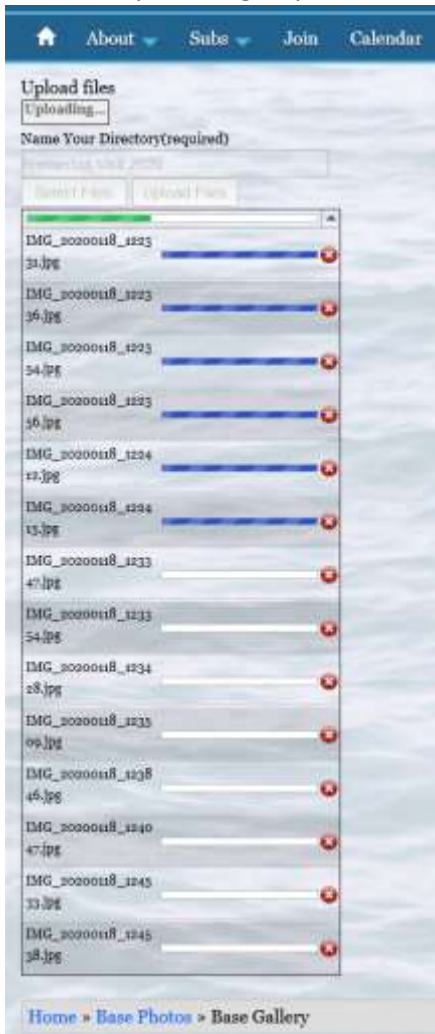 About Subs Join Calendar
Upload files
Uploading...
Name Your Directory(required)
Select Files Upload Files
IMG_20200118_1223
31.jpg
IMG_20200118_1223
36.jpg
IMG_20200118_1223
54.jpg
IMG_20200118_1223
56.jpg
IMG_20200118_1224
12.jpg
IMG_20200118_1224
13.jpg
IMG_20200118_1233
47.jpg
IMG_20200118_1233
54.jpg
IMG_20200118_1234
28.jpg
IMG_20200118_1235
09.jpg
IMG_20200118_1238
46.jpg
IMG_20200118_1240
47.jpg
IMG_20200118_1245
33.jpg
IMG_20200118_1245
38.jpg
Home » Base Photos » Base Gallery